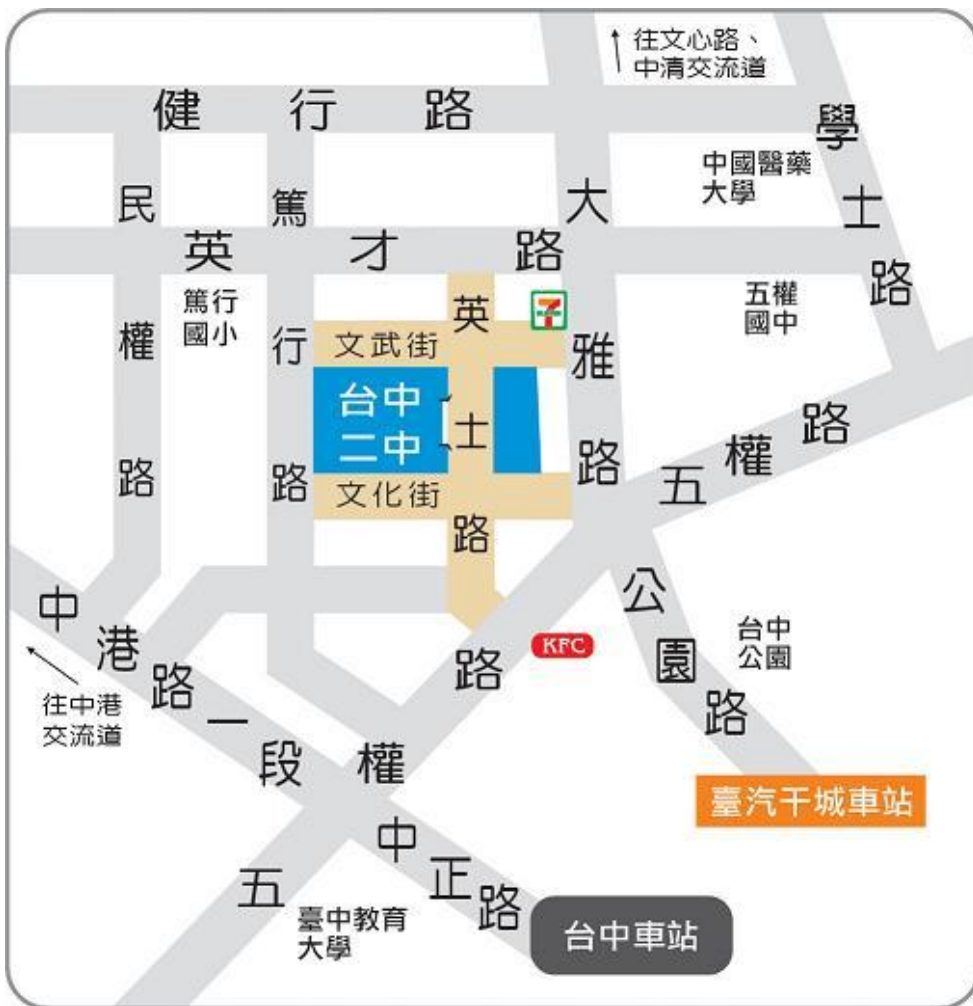 往文心路、
中清交流道
健行路
學士路
中國醫藥
大學
民權路
篤行路
大雅路
英才路
篤行
國小
英士路
7
ELEVEN
五權
國中
文武街
台中
二中
文化街
五權路
中港路一段
往中港
交流道
公園路
台中
公園
KFC
五權路
臺汽干城車站
中正路
臺中教育
大學
台中車站